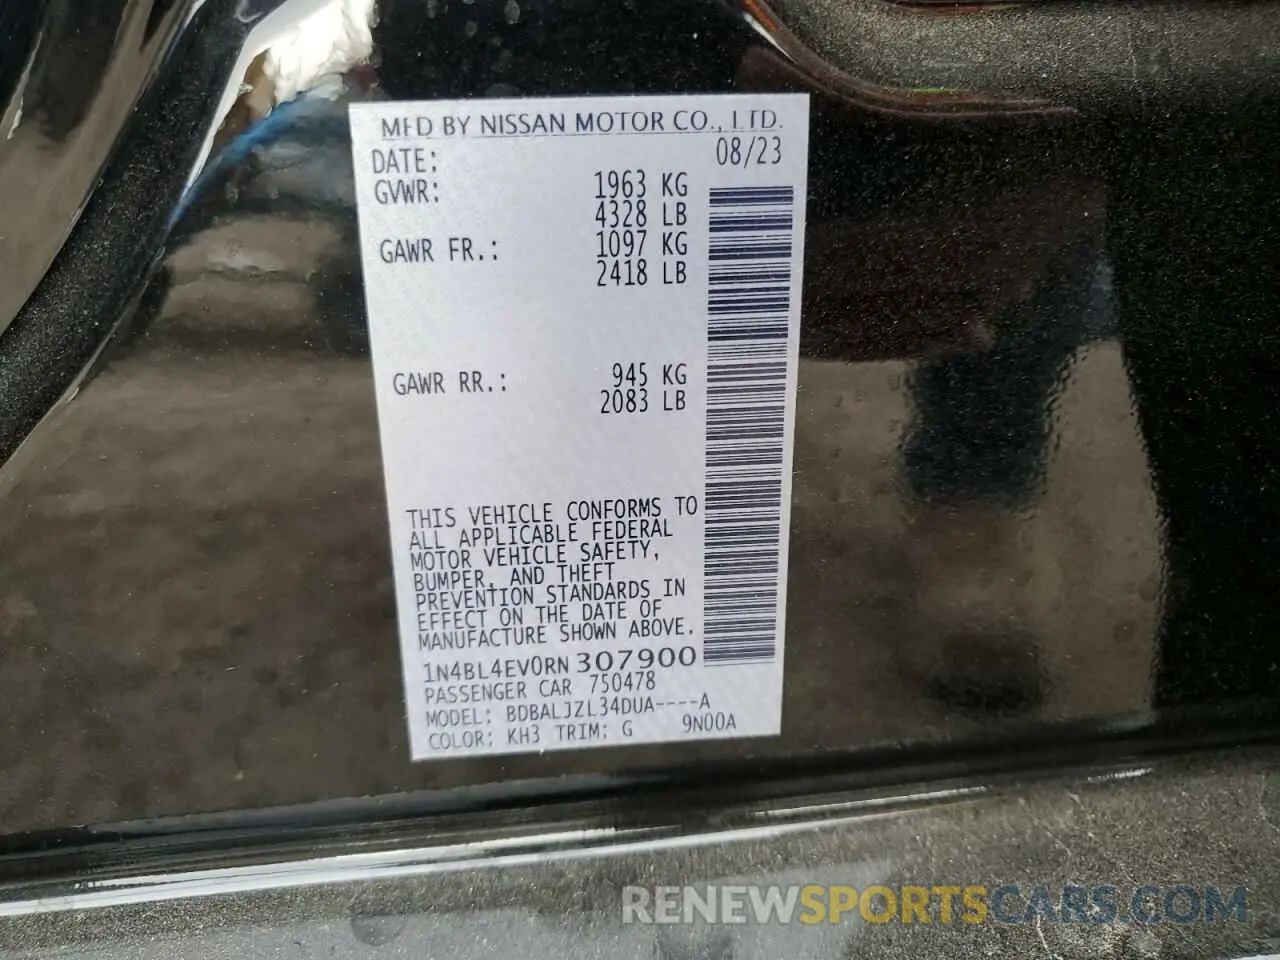 MFD BY NISSAN MOTOR CO., LTD.
DATE: 08/23
GVWR: 1963 KG
4328 LB
GAWR FR.: 1097 KG
2418 LB
GAWR RR.: 945 KG
2083 LB
THIS VEHICLE CONFORMS TO
ALL APPLICABLE FEDERAL
MOTOR VEHICLE SAFETY,
BUMPER, AND THEFT
PREVENTION STANDARDS IN
EFFECT ON THE DATE OF
MANUFACTURE SHOWN ABOVE.
1N4BL4EV0RN 307900
PASSENGER CAR 750478
MODEL: BDBALJZL34DUA----A
COLOR: KH3 TRIM: G 9N00A
RENEWSPORTSCARS.COM